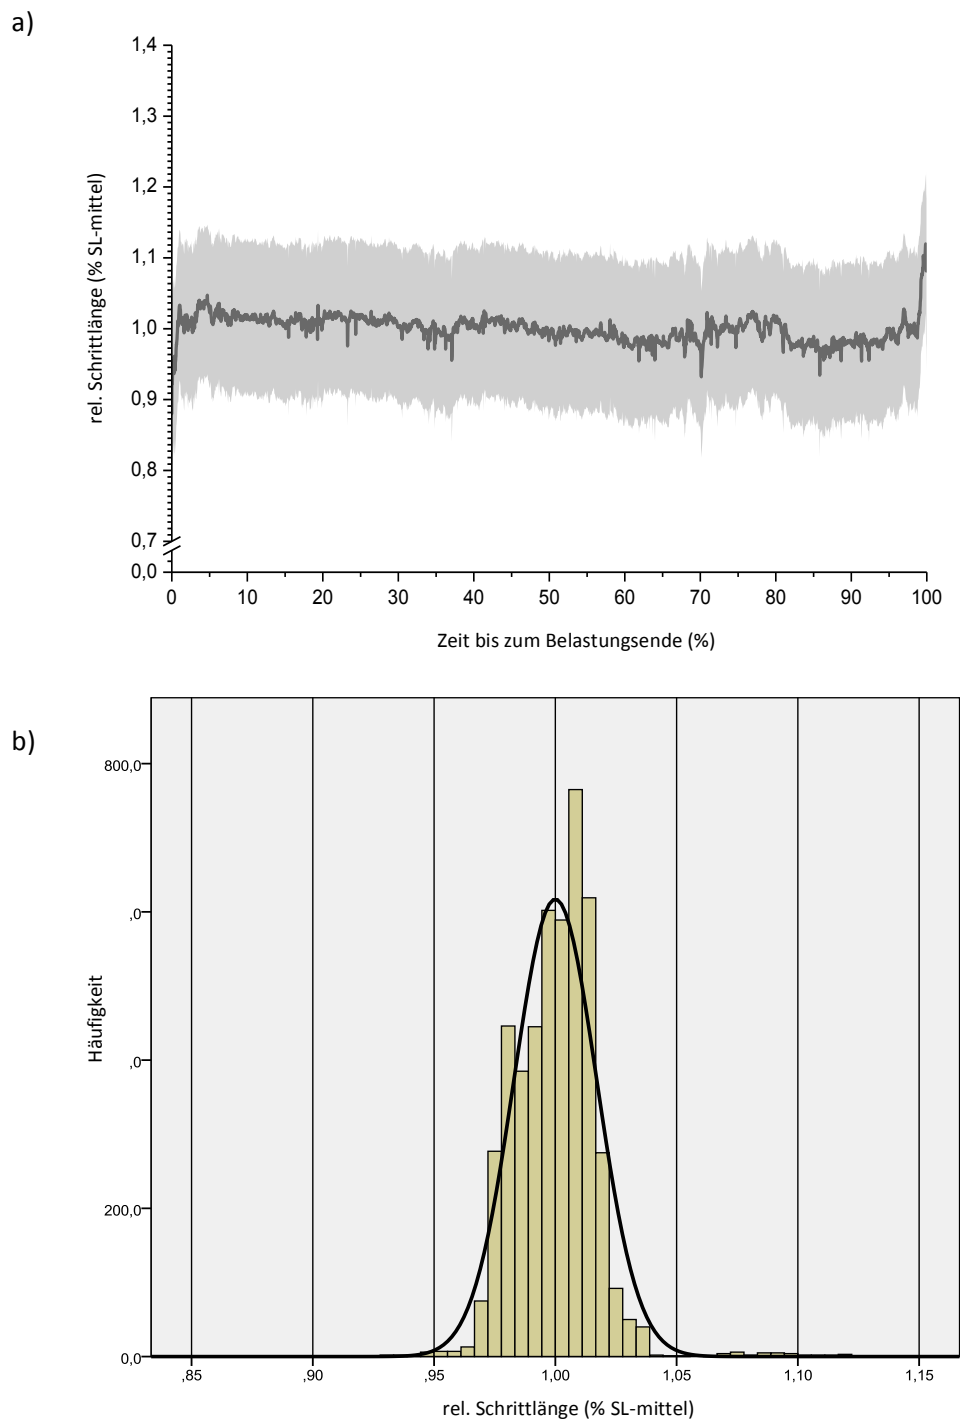 a)
1,4
1,3
1,2
1,1
1,0
0,9
0,8
0,7
0,0
rel. Schrittlänge (% SL-mittel)
0 10 20 30 40 50 60 70 80 90 100
Zeit bis zum Belastungsende (%)
b)
800,0
,0
,0
200,0
0,0
Häufigkeit
,85 ,90 ,95 1,00 1,05 1,10 1,15
rel. Schrittlänge (% SL-mittel)